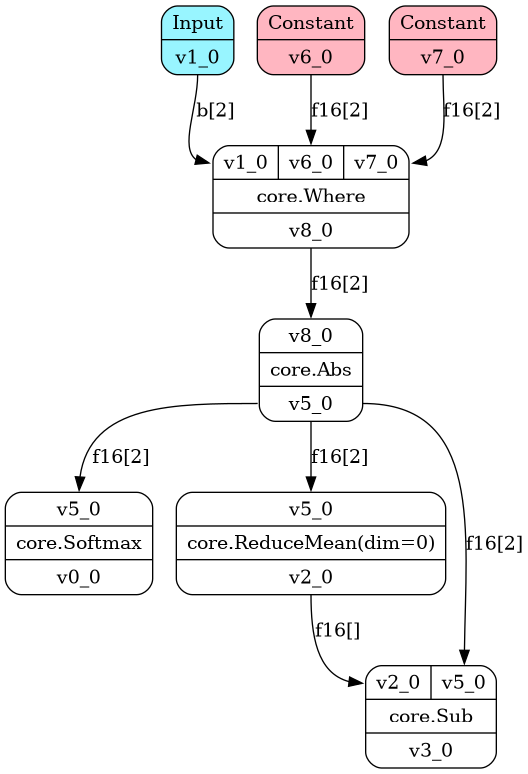 Input
v1_0
Constant
v6_0
Constant
v7_0
b[2]
f16[2]
f16[2]
v1_0 v6_0 v7_0
core.Where
v8_0
f16[2]
v8_0
core.Abs
v5_0
f16[2]
f16[2]
f16[2]
v5_0
core.Softmax
v0_0
v5_0
core.ReduceMean(dim=0)
v2_0
f16[]
v2_0 v5_0
core.Sub
v3_0